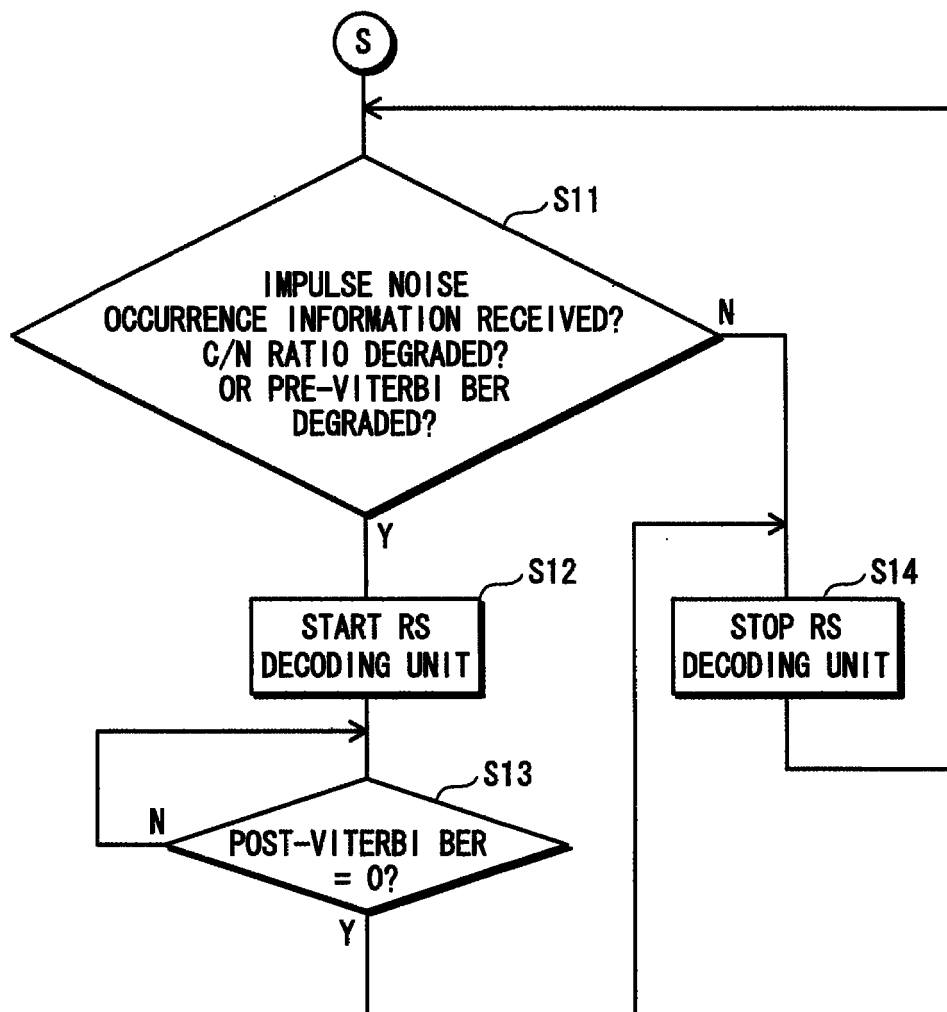 S
S11
IMPULSE NOISE
OCCURRENCE INFORMATION RECEIVED?
C/N RATIO DEGRADED?
OR PRE-VITERBI BER
DEGRADED?
N
Y
S12
START RS
DECODING UNIT
S14
STOP RS
DECODING UNIT
S13
N
POST-VITERBI BER
= 0?
Y